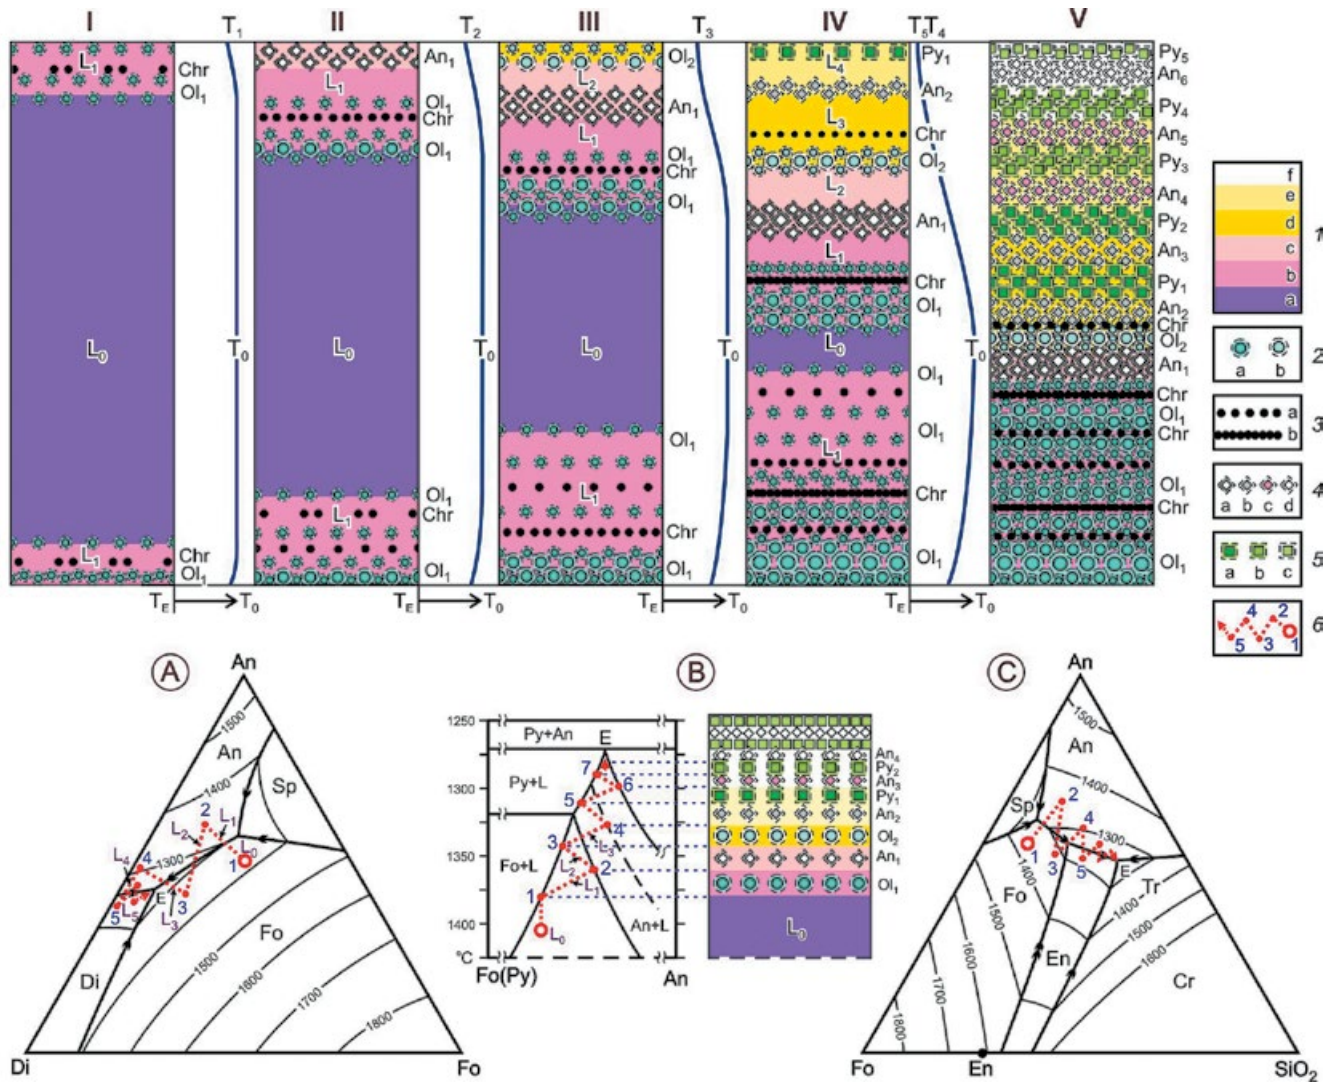 I II III IV V
T₁ T₂ T₃ T₅T₄
L₁
Chr
Ol₁
L₀
T₀
L₁
Chr
Ol₁
T_E T₀
An₁
L₁
Ol₁
Chr
Ol₁
L₀
T₀
Ol₁
Chr
L₁
Ol₁
T_E T₀
Ol₂
L₂
An₁
L₁
Ol₁
Chr
Ol₁
L₀
T₀
Ol₁
L₁
Chr
Ol₁
T_E T₀
Py₁
L₄
An₂
L₃
Chr
Ol₂
L₂
An₁
L₁
Chr
Ol₁
L₀
T₀
Ol₁
Ol₁
L₁
Chr
Ol₁
T_E T₀
Py₅
An₆
Py₄
An₅
Py₃
An₄
Py₂
An₃
Py₁
An₂
Chr
Ol₂
An₁
Chr
Ol₁
Chr
Ol₁
Chr
Ol₁
f
e
d
c
b
a
1
a b
2
a
b
3
a b c d
4
a b c
5
4 2
5 3 1
6
A
An
1500
An
1400
Sp
2
L₂ L₁
L₀
1
1300
L₄ 4
E
5 L₅
L₃ 3
Fo
Di
1500
1600
1700
1800
Di Fo
B
1250
1300
1350
1400
°C
Py+An
E
Py+L
7
6
5
4
3
L₃
Fo+L
L₂
2
L₁
1
L₀
An+L
Fo(Py) An
An₄
Py₂
An₃
Py₁
An₂
Ol₂
An₁
Ol₁
L₀
C
An
1500
An
1400
Sp
2
4
1300
1
3 5
E
Fo
1400
Tr
1400
1500
1500
1600
1600
1700
1800
En
Cr
Fo En SiO₂